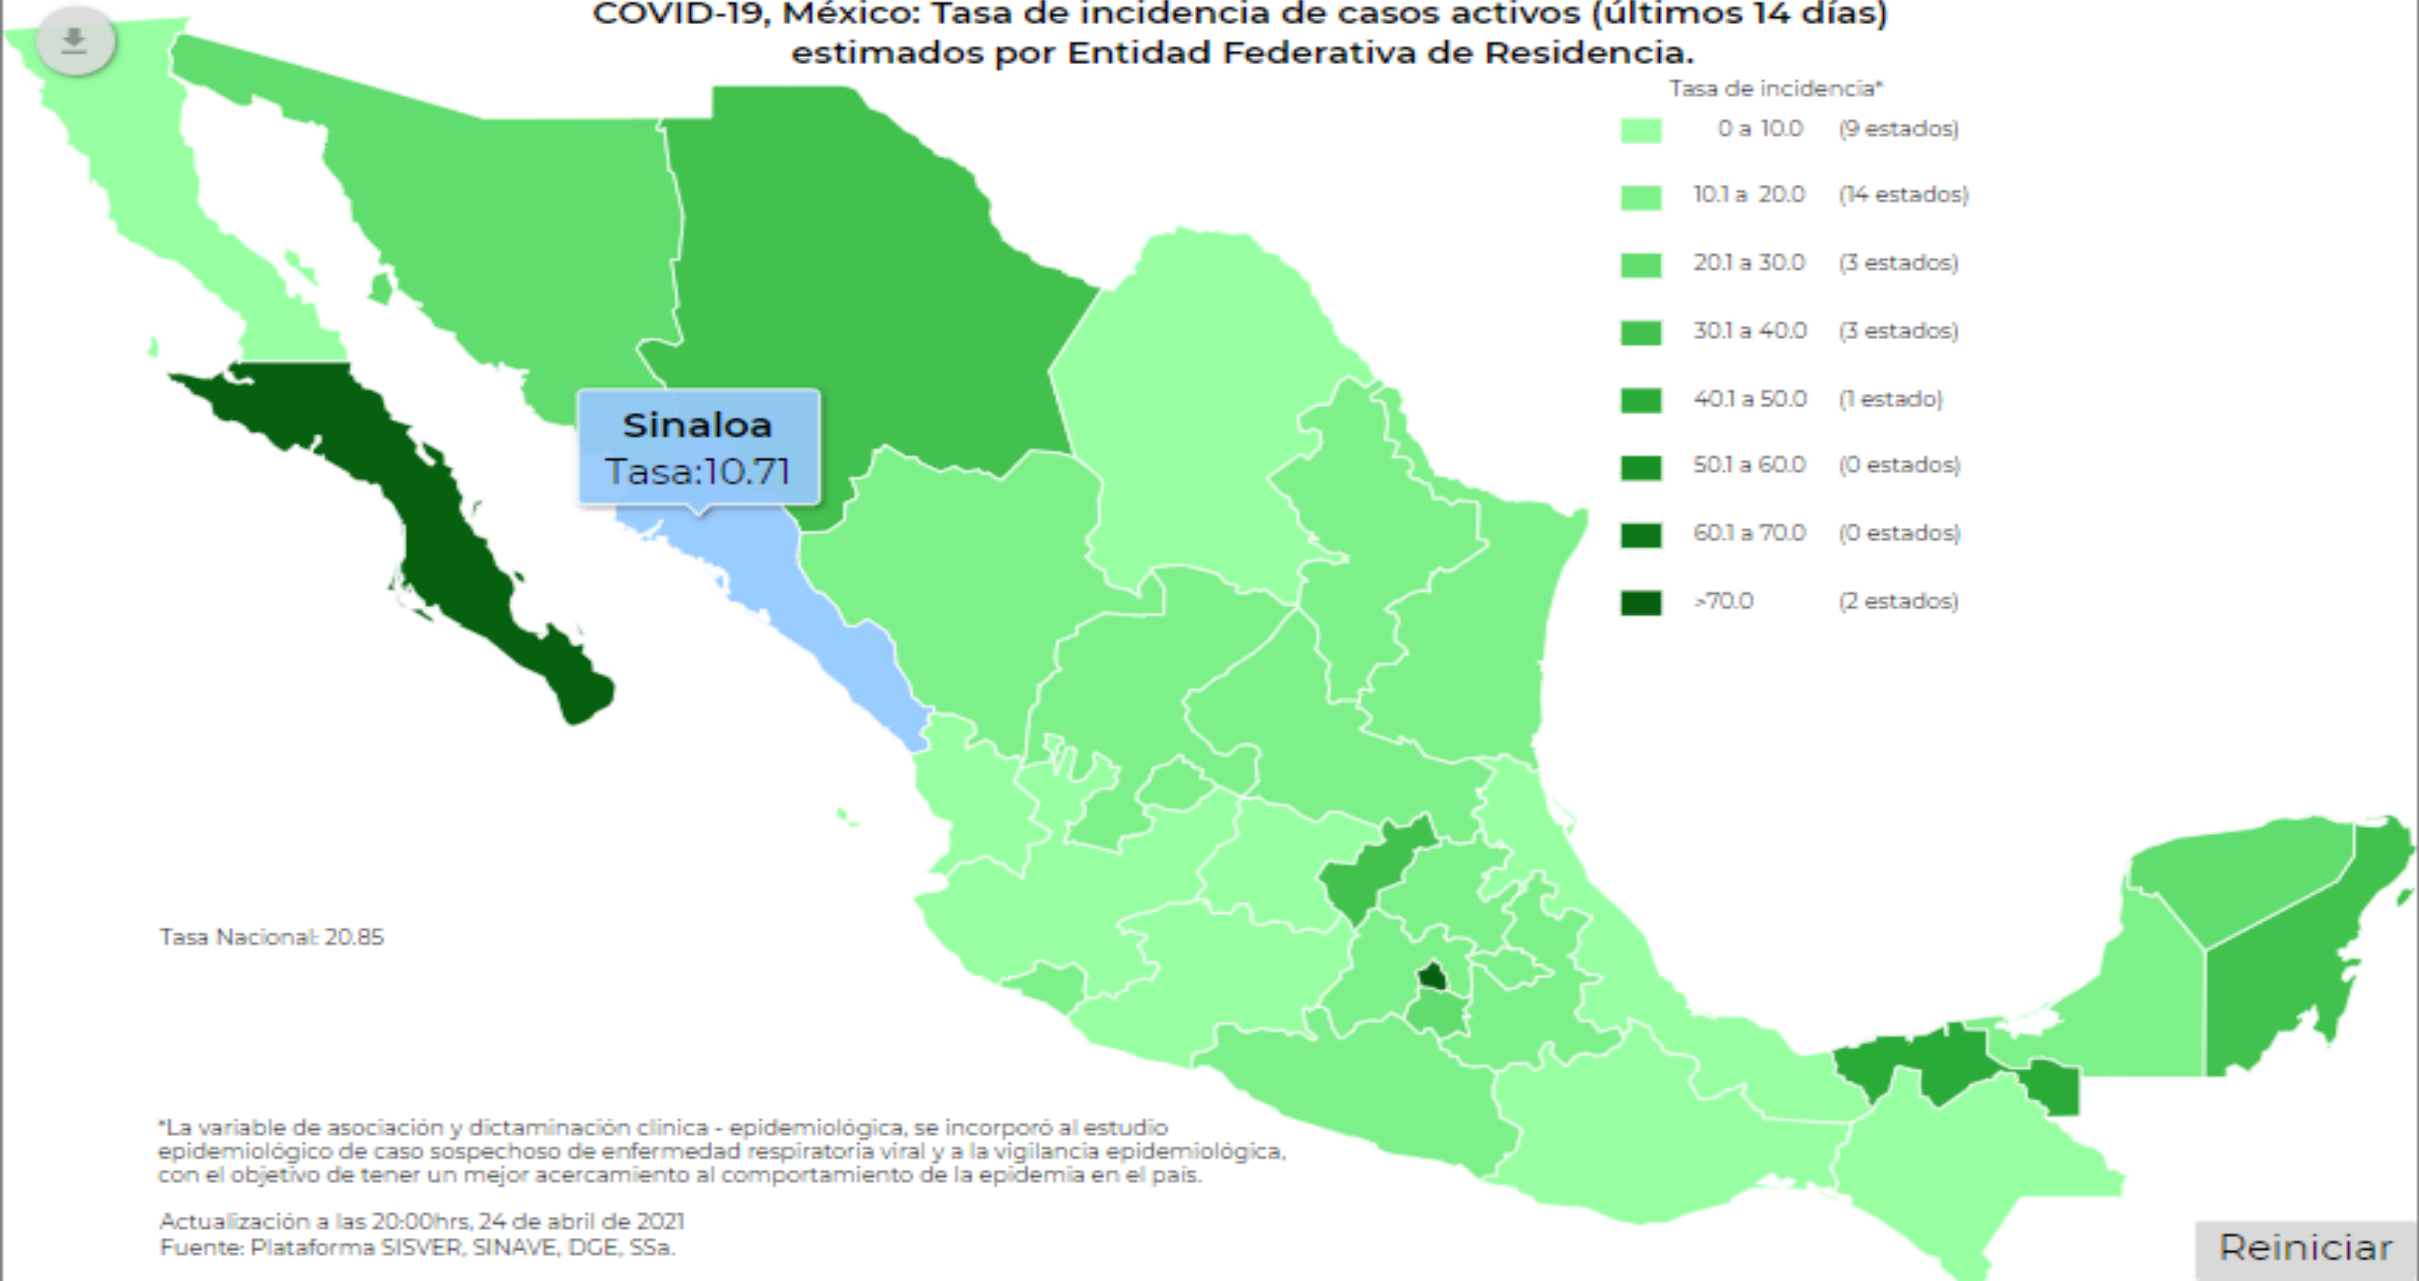 COVID-19, México: Tasa de incidencia de casos activos (últimos 14 días)
estimados por Entidad Federativa de Residencia.
Tasa de incidencia*
0 a 10.0 (9 estados)
10.1 a 20.0 (14 estados)
20.1 a 30.0 (3 estados)
30.1 a 40.0 (3 estados)
40.1 a 50.0 (1 estado)
50.1 a 60.0 (0 estados)
60.1 a 70.0 (0 estados)
>70.0 (2 estados)
Sinaloa
Tasa:10.71
Tasa Nacional: 20.85
*La variable de asociación y dictaminación clínica - epidemiológica, se incorporó al estudio
epidemiológico de caso sospechoso de enfermedad respiratoria viral y a la vigilancia epidemiológica,
con el objetivo de tener un mejor acercamiento al comportamiento de la epidemia en el país.
Actualización a las 20:00hrs, 24 de abril de 2021
Fuente: Plataforma SISVER, SINAVE, DGE, SSa.
Reiniciar